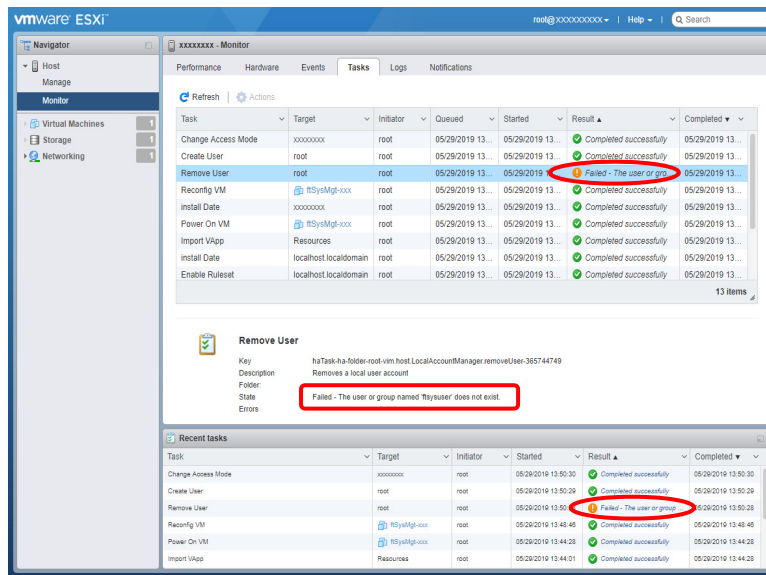 vmware ESXi™
root@xxxxxxxxx | Help | Search
Navigator
Host
Manage
Monitor
Virtual Machines 1
Storage 1
Networking 1
xxxxxxxx - Monitor
Performance Hardware Events Tasks Logs Notifications
Refresh | Actions
Task Target Initiator Queued Started Result Completed
Change Access Mode xxxxxxxx root 05/29/2019 13... 05/29/2019 13... Completed successfully 05/29/2019 13...
Create User root root 05/29/2019 13... 05/29/2019 13... Completed successfully 05/29/2019 13...
Remove User root root 05/29/2019 13... 05/29/2019 1 Failed - The user or gro... 05/29/2019 13...
Reconfig VM ftSysMgt-xxx root 05/29/2019 13... 05/29/2019 13... Completed successfully 05/29/2019 13...
install Date xxxxxxxx root 05/29/2019 13... 05/29/2019 13... Completed successfully 05/29/2019 13...
Power On VM ftSysMgt-xxx root 05/29/2019 13... 05/29/2019 13... Completed successfully 05/29/2019 13...
Import VApp Resources root 05/29/2019 13... 05/29/2019 13... Completed successfully 05/29/2019 13...
install Date localhost.localdomain root 05/29/2019 13... 05/29/2019 13... Completed successfully 05/29/2019 13...
Enable Ruleset localhost.localdomain root 05/29/2019 13... 05/29/2019 13... Completed successfully 05/29/2019 13...
13 items
Remove User
Key haTask-ha-folder-root-vim.host.LocalAccountManager.removeUser-365744749
Description Removes a local user account
Folder:
State Failed - The user or group named 'ftsysuser' does not exist.
Errors
Recent tasks
Task Target Initiator Started Result Completed
Change Access Mode xxxxxxxx root 05/29/2019 13:50:30 Completed successfully 05/29/2019 13:50:30
Create User root root 05/29/2019 13:50:29 Completed successfully 05/29/2019 13:50:29
Remove User root root 05/29/2019 13:50: Failed - The user or group ... 05/29/2019 13:50:28
Reconfig VM ftSysMgt-xxx root 05/29/2019 13:48:46 Completed successfully 05/29/2019 13:48:46
Power On VM ftSysMgt-xxx root 05/29/2019 13:44:28 Completed successfully 05/29/2019 13:44:28
Import VApp Resources root 05/29/2019 13:44:01 Completed successfully 05/29/2019 13:44:28